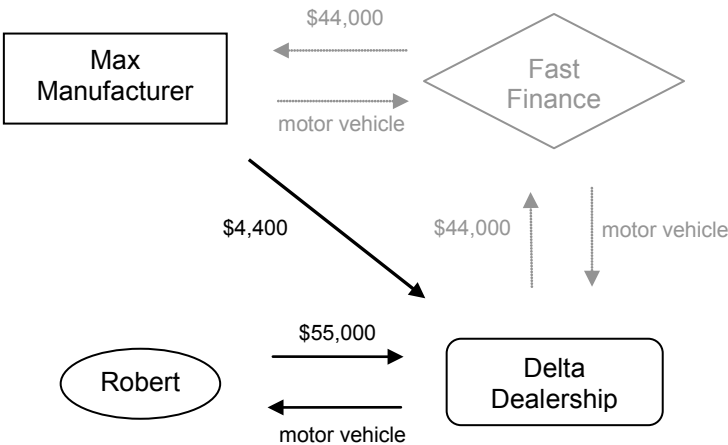 $44,000
Max
Manufacturer
Fast
Finance
motor vehicle
$4,400
$44,000
motor vehicle
$55,000
Robert
Delta
Dealership
motor vehicle